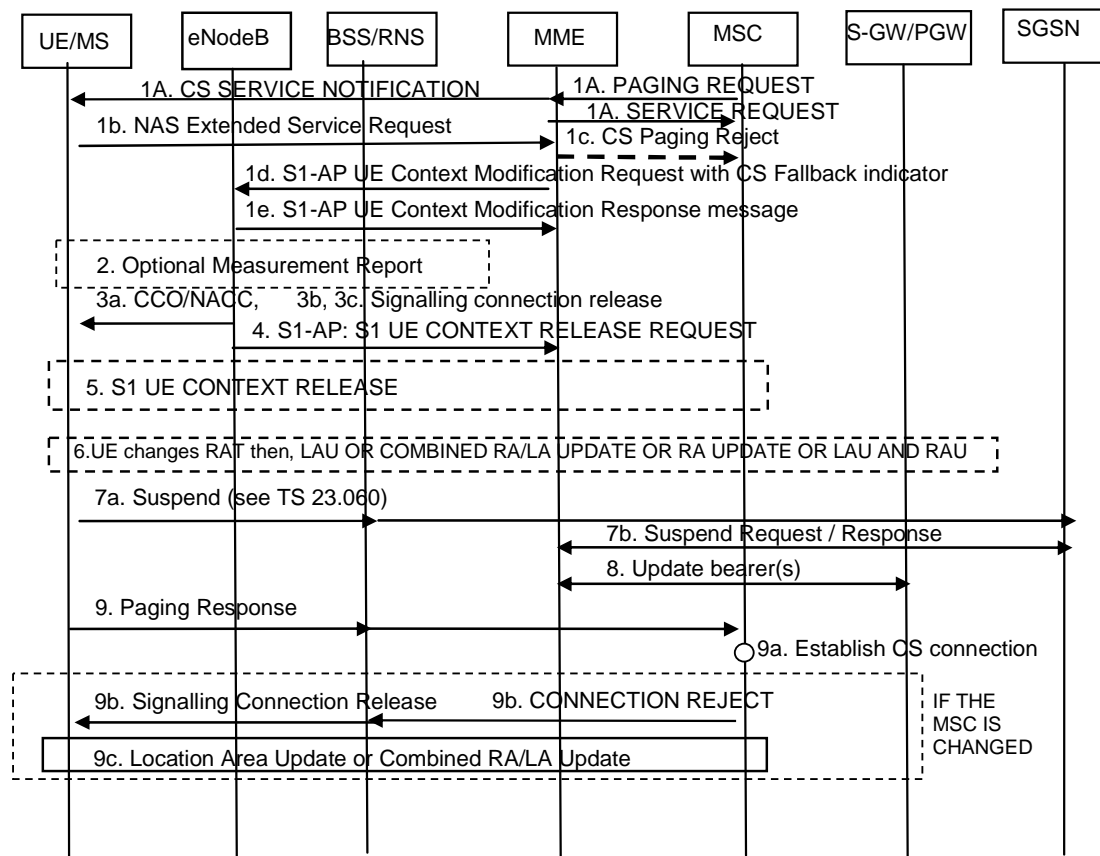 UE/MS
eNodeB
BSS/RNS
MME
MSC
S-GW/PGW
SGSN
1A. CS SERVICE NOTIFICATION
1A. PAGING REQUEST
1A. SERVICE REQUEST
1b. NAS Extended Service Request
1c. CS Paging Reject
1d. S1-AP UE Context Modification Request with CS Fallback indicator
1e. S1-AP UE Context Modification Response message
2. Optional Measurement Report
3a. CCO/NACC,
3b, 3c. Signalling connection release
4. S1-AP: S1 UE CONTEXT RELEASE REQUEST
5. S1 UE CONTEXT RELEASE
6.UE changes RAT then, LAU OR COMBINED RA/LA UPDATE OR RA UPDATE OR LAU AND RAU
7a. Suspend (see TS 23.060)
7b. Suspend Request / Response
8. Update bearer(s)
9. Paging Response
9a. Establish CS connection
9b. Signalling Connection Release
9b. CONNECTION REJECT
IF THE
MSC IS
CHANGED
9c. Location Area Update or Combined RA/LA Update